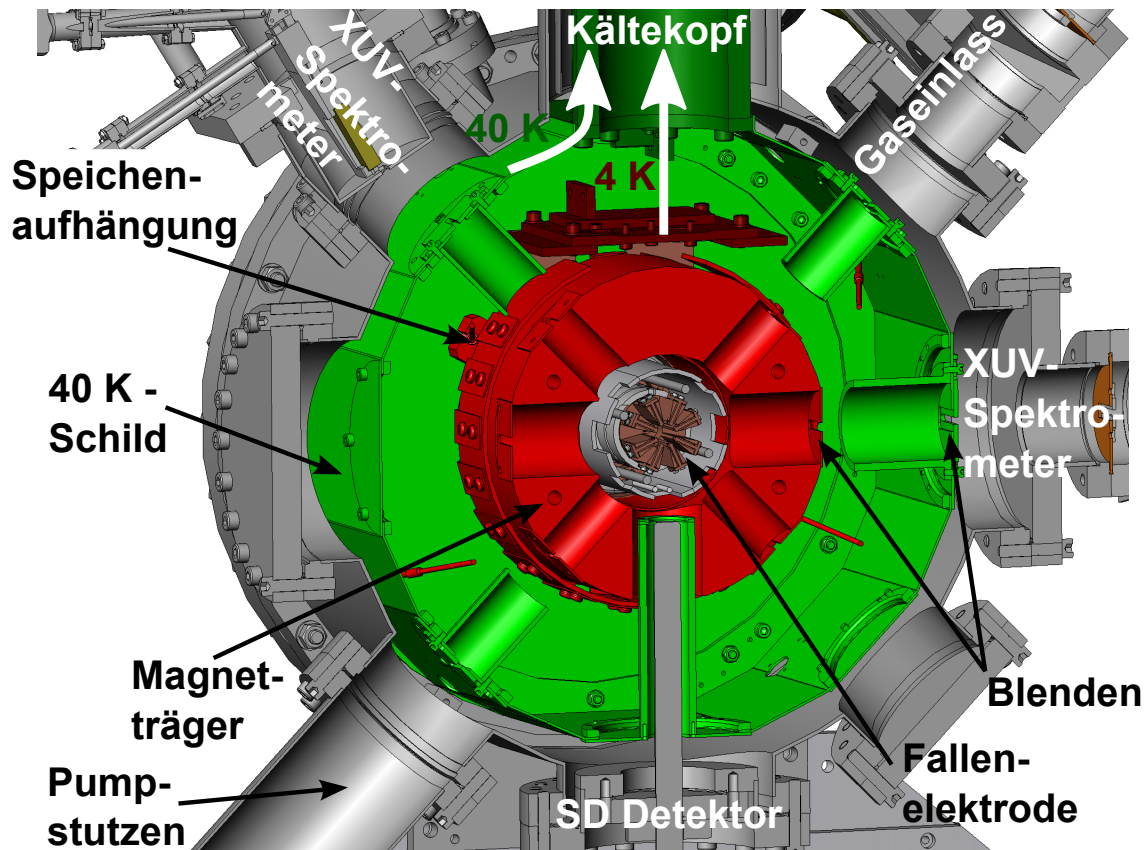 Kältekopf
XUV-
Spektro-
meter
Gaseinlass
40 K
4 K
Speichen-
aufhängung
40 K -
Schild
XUV-
Spektro-
meter
Magnet-
träger
Blenden
Pump-
stutzen
SD Detektor
Fallen-
elektrode